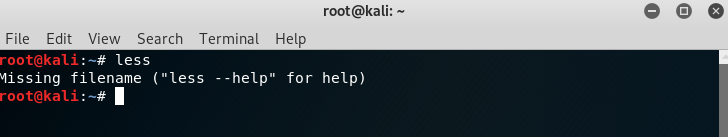 root@kali: ~
File Edit View Search Terminal Help
root@kali:~# less
Missing filename ("less --help" for help)
root@kali:~#